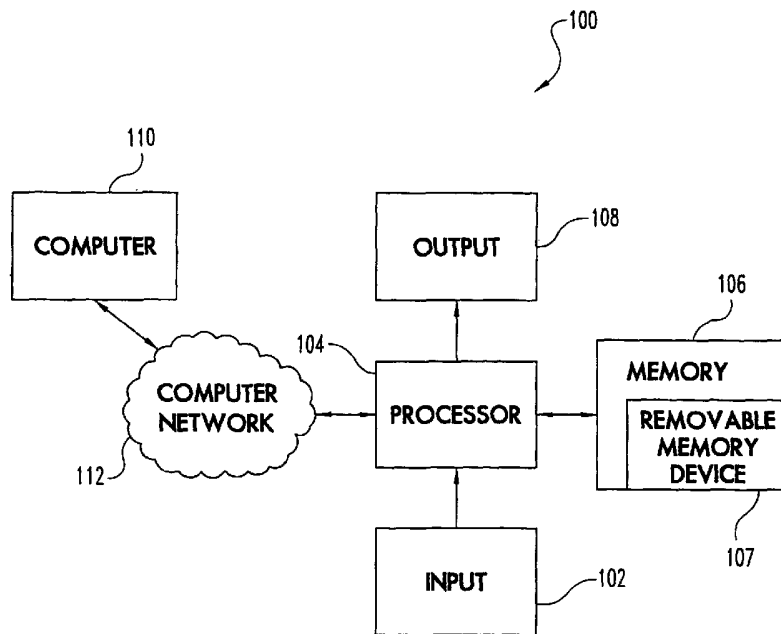 100
110
COMPUTER
OUTPUT
108
106
104
COMPUTER
NETWORK
PROCESSOR
MEMORY
REMOVABLE
MEMORY
DEVICE
112
107
INPUT
102